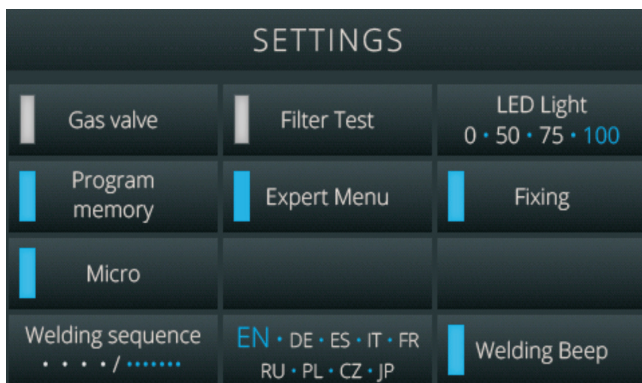 SETTINGS
Gas valve
Filter Test
LED Light
0 • 50 • 75 • 100
Program
memory
Expert Menu
Fixing
Micro
Welding sequence
• • • • / •••••••
EN • DE • ES • IT • FR
RU • PL • CZ • JP
Welding Beep